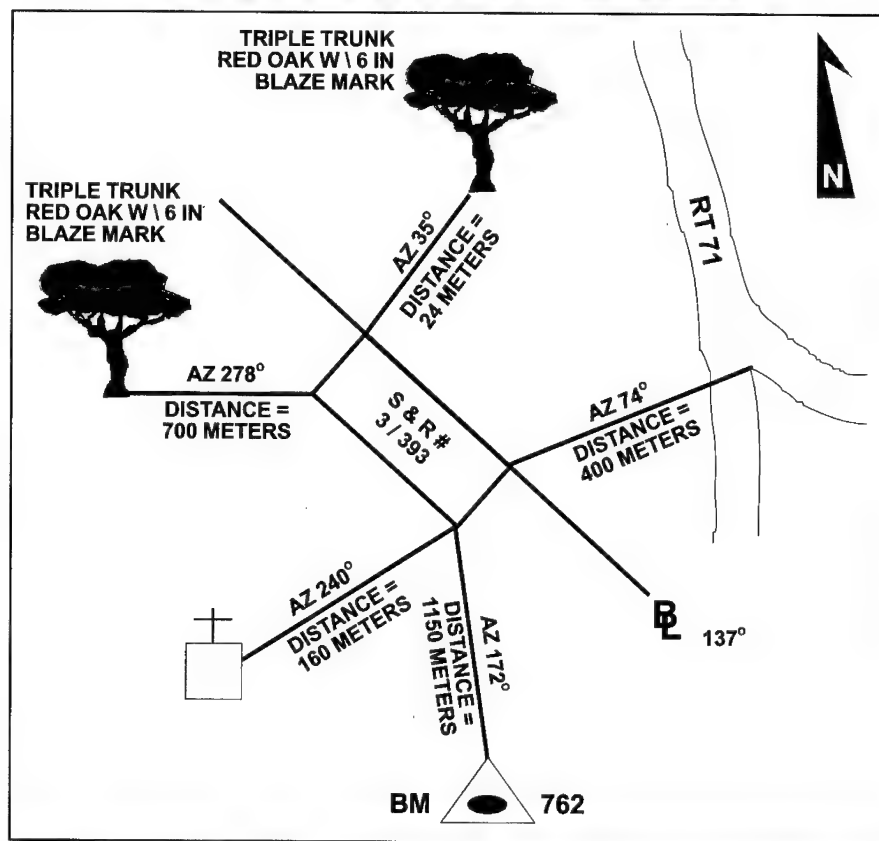 TRIPLE TRUNK
RED OAK W \ 6 IN
BLAZE MARK
TRIPLE TRUNK
RED OAK W \ 6 IN
BLAZE MARK
N
RT 71
AZ 35°
DISTANCE =
24 METERS
AZ 278°
DISTANCE =
700 METERS
S & R #
3 / 393
AZ 74°
DISTANCE =
400 METERS
AZ 240°
DISTANCE =
160 METERS
AZ 172°
DISTANCE =
1150 METERS
BL 137°
BM 762